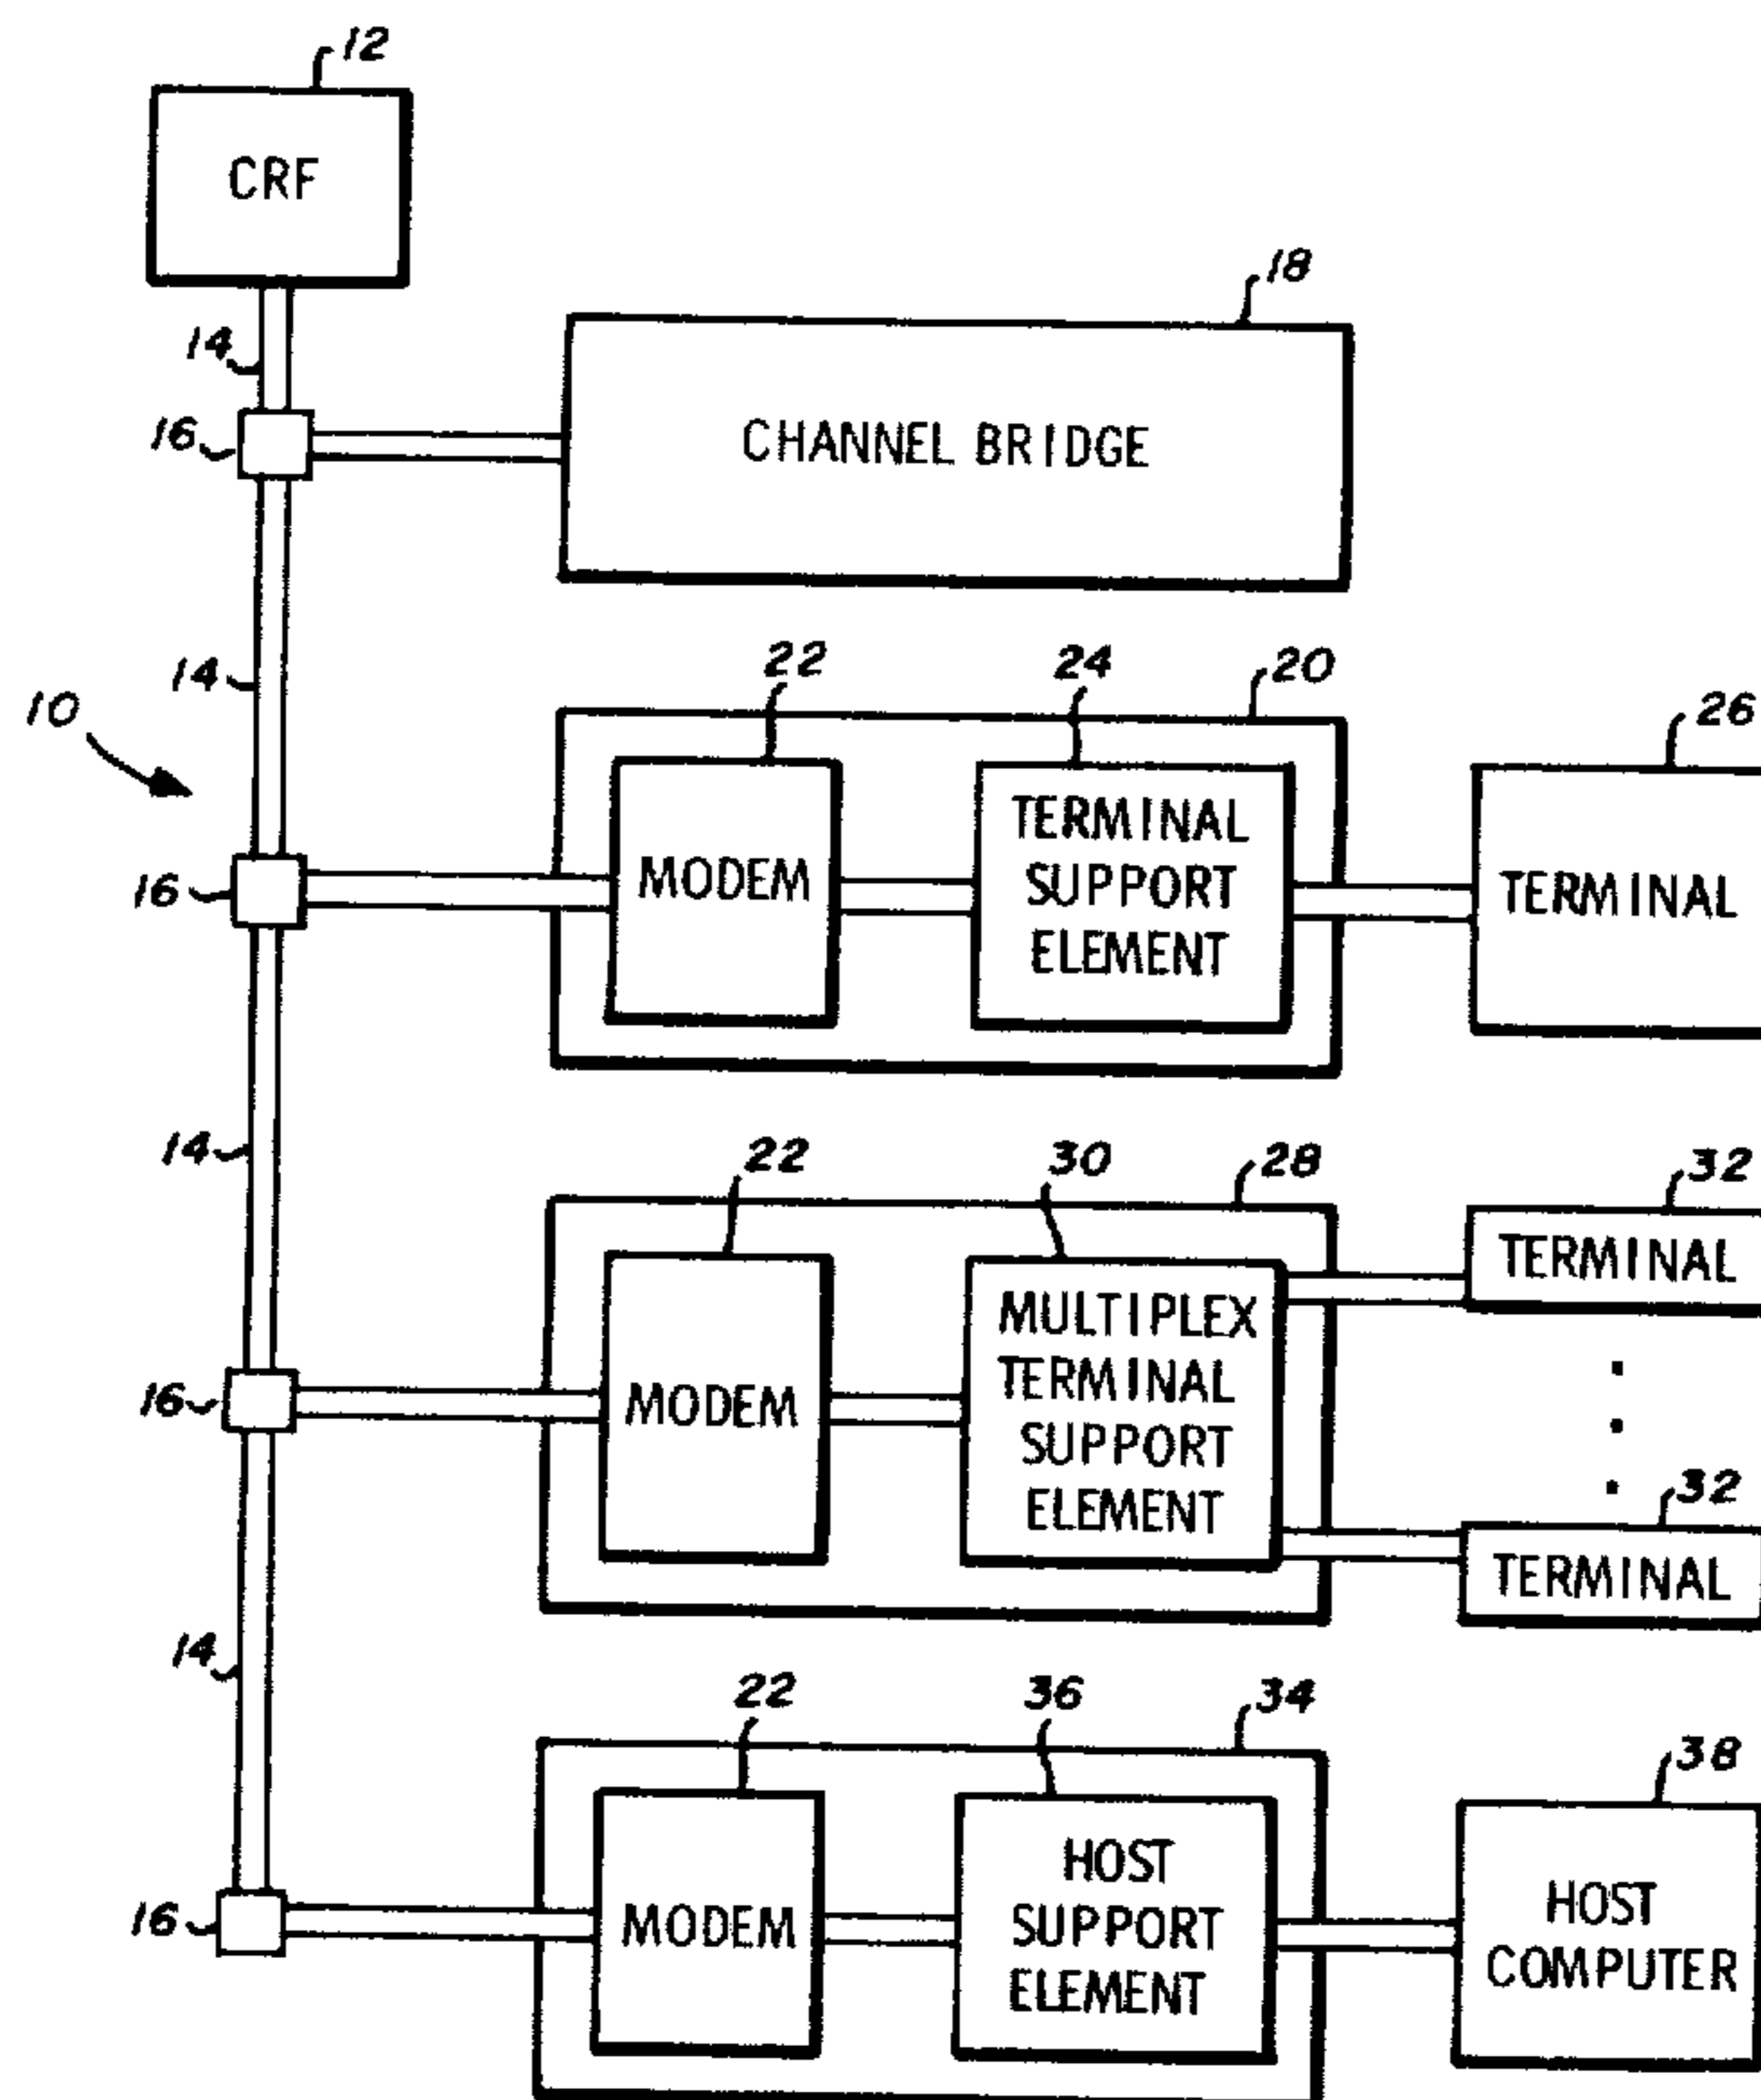 12
CRF
18
14
16
CHANNEL BRIDGE
22
24
20
14
10
26
MODEM
TERMINAL
SUPPORT
ELEMENT
TERMINAL
16
22
30
28
32
14
TERMINAL
MULTIPLEX
TERMINAL
SUPPORT
ELEMENT
MODEM
16
32
TERMINAL
14
22
36
34
38
HOST
SUPPORT
ELEMENT
MODEM
HOST
COMPUTER
16